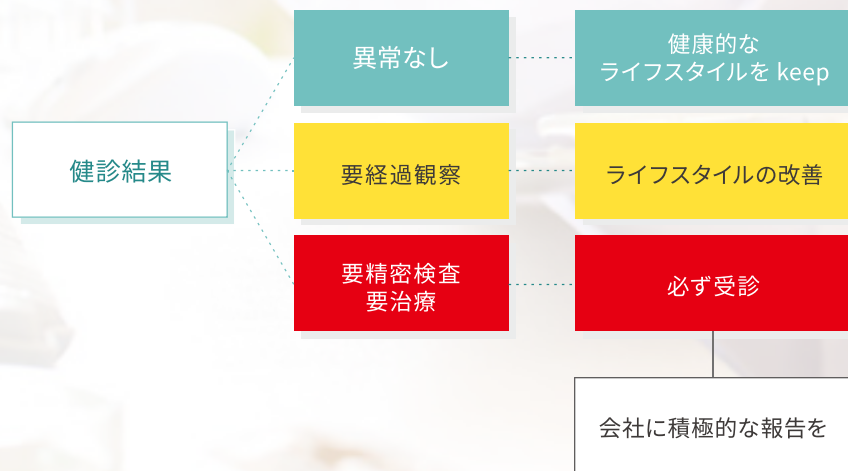 健診結果
異常なし
健康的な
ライフスタイルを keep
要経過観察
ライフスタイルの改善
要精密検査
要治療
必ず受診
会社に積極的な報告を